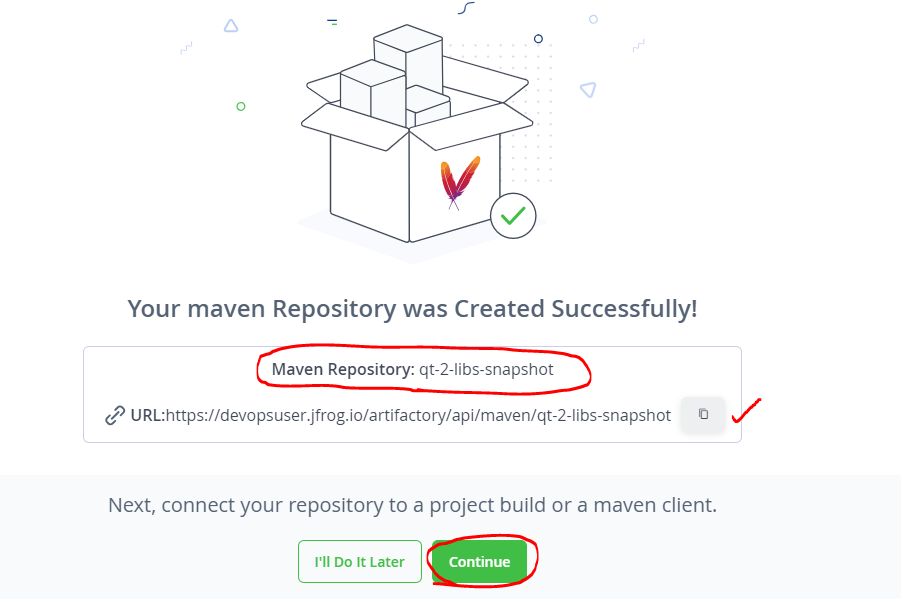 Your maven Repository was Created Successfully!
Maven Repository: qt-2-libs-snapshot
URL:https://devopsuser.jfrog.io/artifactory/api/maven/qt-2-libs-snapshot
Next, connect your repository to a project build or a maven client.
I'll Do It Later
Continue